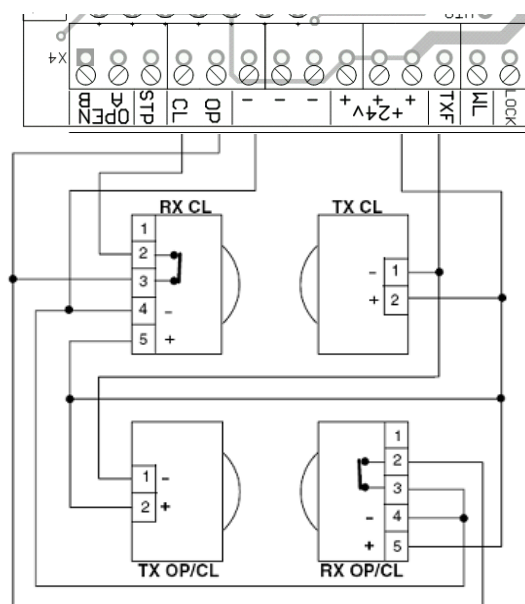 X4
OPEN B
OPEN A
STP
CL
OP
-
-
-
+24v+
+
+
TXF
WL
LOCK
RX CL
TX CL
1
2
3
4 -
5 +
- 1
+ 2
1 -
2 +
1
2
3
- 4
+ 5
TX OP/CL
RX OP/CL